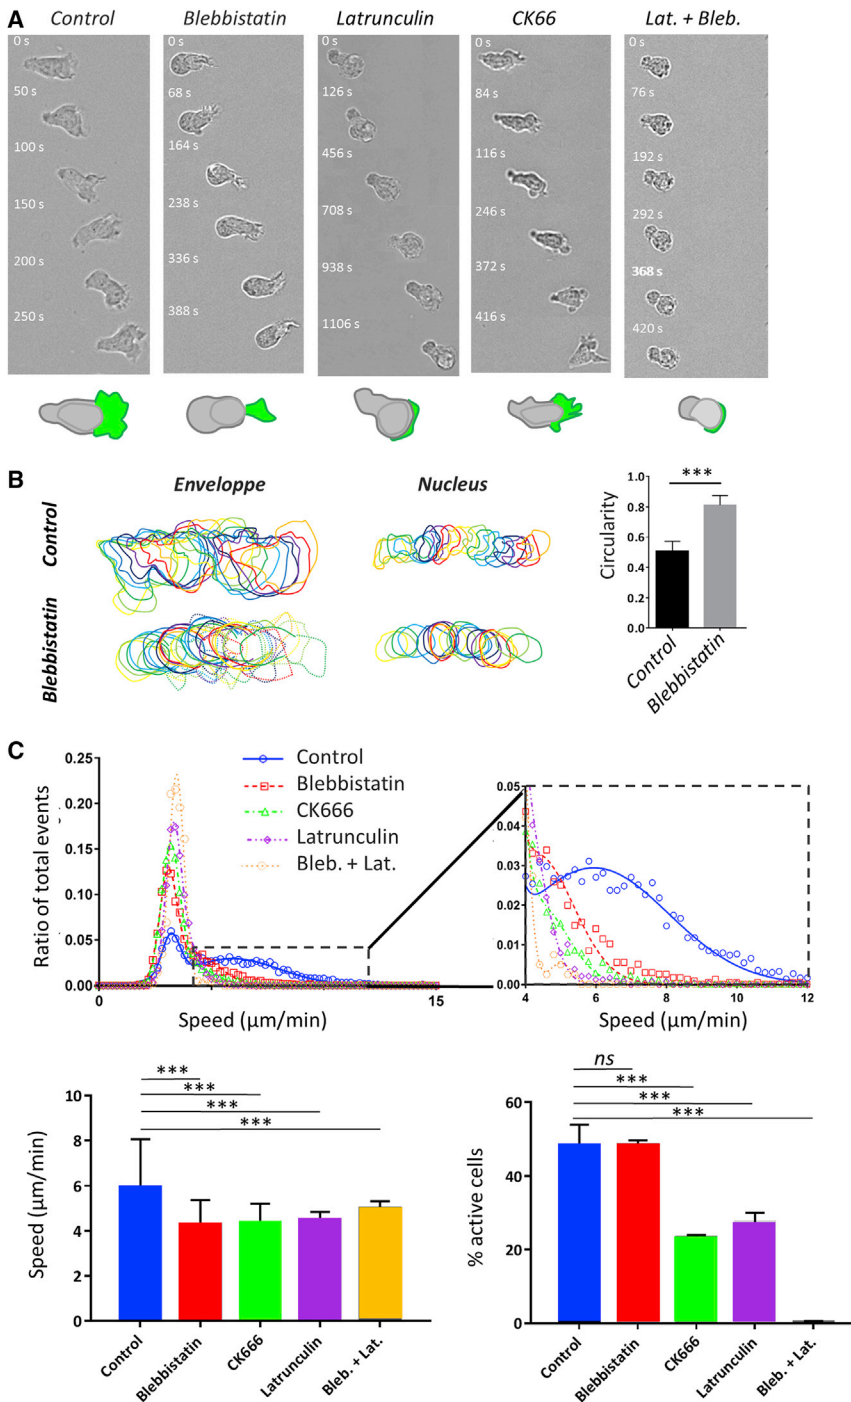 A
Control
Blebbistatin
Latrunculin
CK66
Lat. + Bleb.
0 s
50 s
100 s
150 s
200 s
250 s
0 s
68 s
164 s
238 s
336 s
388 s
0 s
126 s
456 s
708 s
938 s
1106 s
0 s
84 s
116 s
246 s
372 s
416 s
0 s
76 s
192 s
292 s
368 s
420 s
B
Enveloppe
Nucleus
Control
Blebbistatin
Circularity
1.0
0.8
0.6
0.4
0.2
0.0
***
Control
Blebbistatin
C
Ratio of total events
0.25
0.20
0.15
0.10
0.05
0.00
0
15
Speed (µm/min)
Control
Blebbistatin
CK666
Latrunculin
Bleb. + Lat.
0.05
0.04
0.03
0.02
0.01
0.00
4
6
8
10
12
Speed (µm/min)
Speed (µm/min)
10
8
6
4
2
0
***
***
***
***
Control
Blebbistatin
CK666
Latrunculin
Bleb. + Lat.
% active cells
60
40
20
0
ns
***
***
***
Control
Blebbistatin
CK666
Latrunculin
Bleb. + Lat.